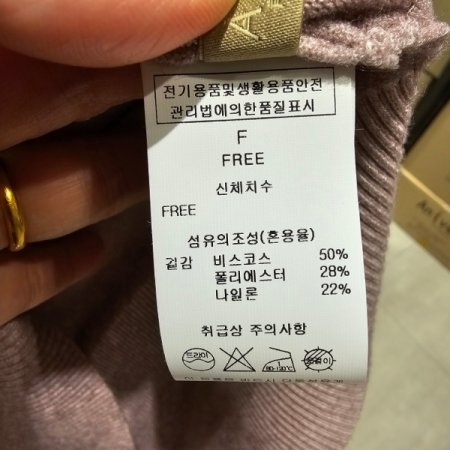 전기용품및생활용품안전
관리법에의한품질표시
F
FREE
신체치수
FREE
섬유의조성(혼용율)
겉감 비스코스 50%
폴리에스터 28%
나일론 22%
취급상 주의사항
드라이
80-120℃